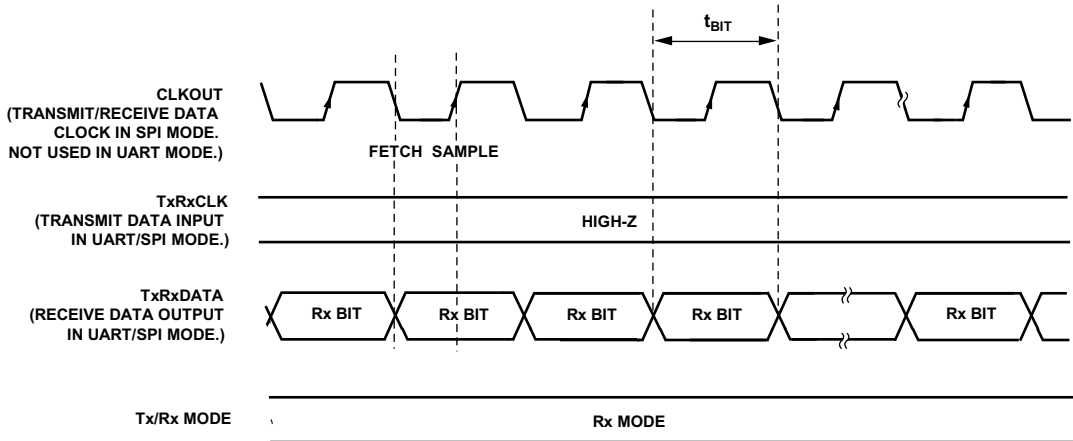 tBIT
CLKOUT
(TRANSMIT/RECEIVE DATA
CLOCK IN SPI MODE.
NOT USED IN UART MODE.)
FETCH SAMPLE
TxRxCLK
(TRANSMIT DATA INPUT
IN UART/SPI MODE.)
HIGH-Z
TxRxDATA
(RECEIVE DATA OUTPUT
IN UART/SPI MODE.)
Rx BIT Rx BIT Rx BIT Rx BIT Rx BIT
Tx/Rx MODE
Rx MODE